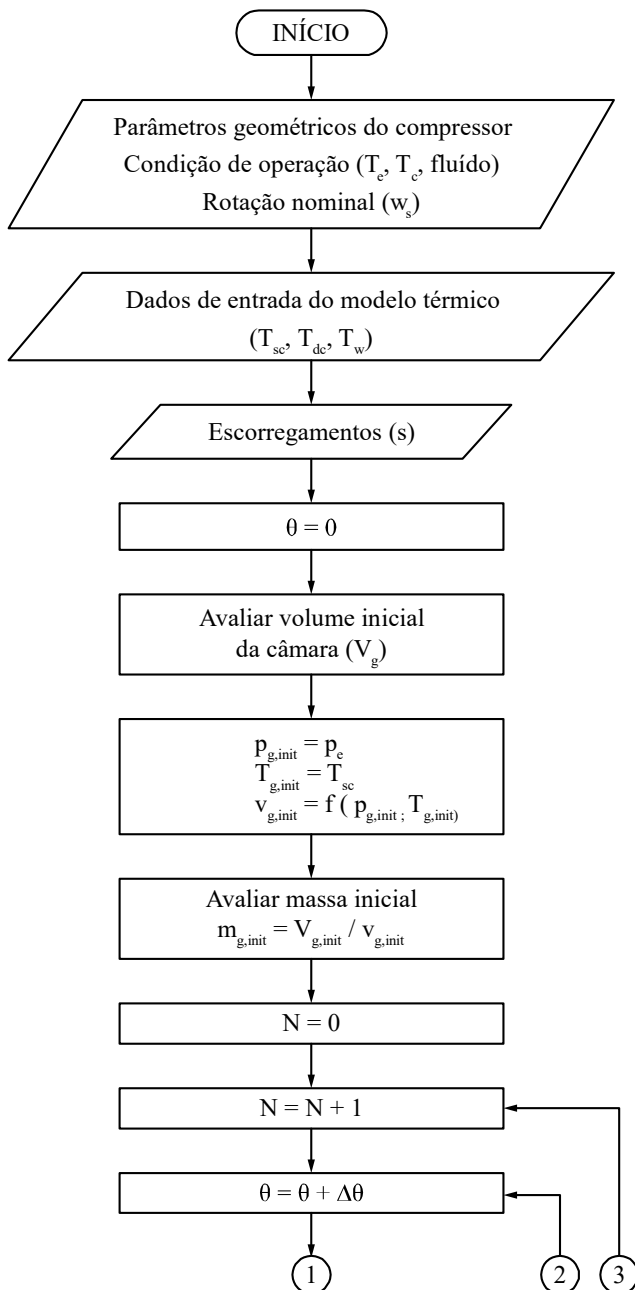 INÍCIO
Parâmetros geométricos do compressor
Condição de operação (Te, Tc, fluído)
Rotação nominal (ws)
Dados de entrada do modelo térmico
(Tsc, Tdc, Tw)
Escorregamentos (s)
θ = 0
Avaliar volume inicial
da câmara (Vg)
pg,init = pe
Tg,init = Tsc
vg,init = f ( pg,init ; Tg,init)
Avaliar massa inicial
mg,init = Vg,init / vg,init
N = 0
N = N + 1
θ = θ + Δθ
1 2 3